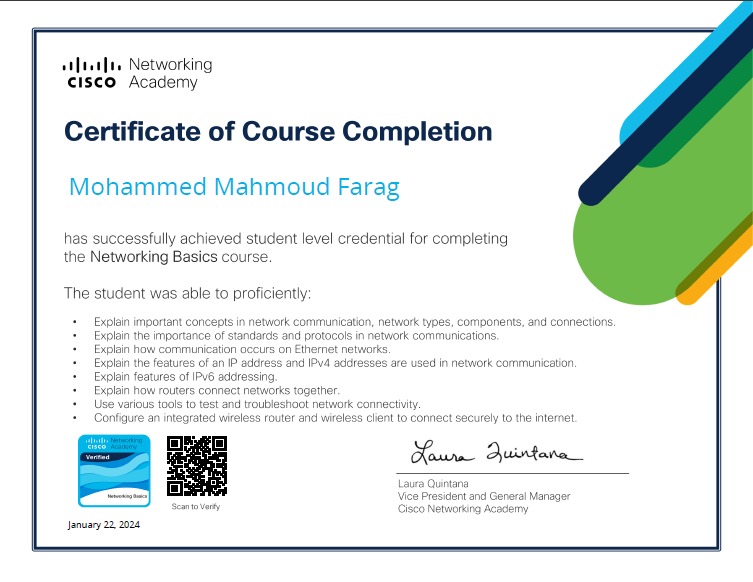 Networking
Academy
CISCO
Certificate of Course Completion
Mohammed Mahmoud Farag
has successfully achieved student level credential for completing
the Networking Basics course.
The student was able to proficiently:
• Explain important concepts in network communication, network types, components, and connections.
• Explain the importance of standards and protocols in network communications.
• Explain how communication occurs on Ethernet networks.
• Explain the features of an IP address and IPv4 addresses are used in network communication.
• Explain features of IPv6 addressing.
• Explain how routers connect networks together.
• Use various tools to test and troubleshoot network connectivity.
• Configure an integrated wireless router and wireless client to connect securely to the internet.
Networking
CISCO Academy
Verified
Networking Basics
Scan to Verify
January 22, 2024
Laura Quintana
Laura Quintana
Vice President and General Manager
Cisco Networking Academy